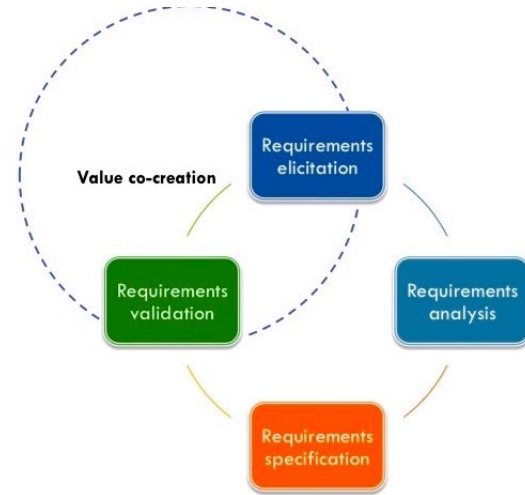 Requirements
elicitation
Value co-creation
Requirements
validation
Requirements
analysis
Requirements
specification